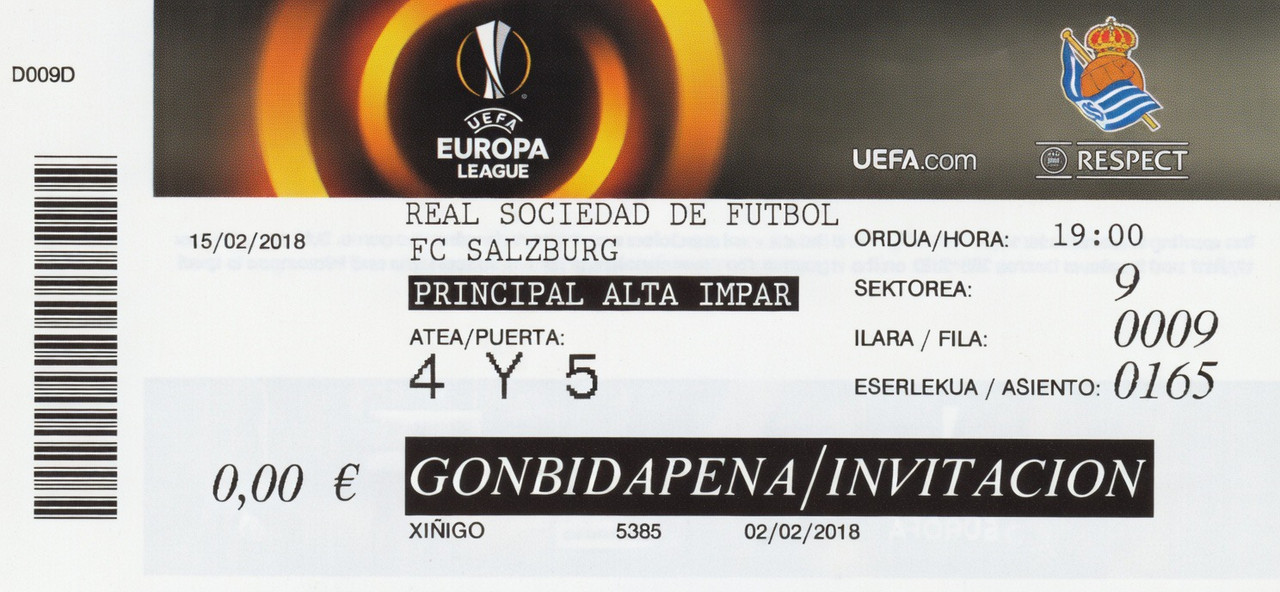 D009D
UEFA
EUROPA
LEAGUE
UEFA.com
RESPECT
15/02/2018
REAL SOCIEDAD DE FUTBOL
FC SALZBURG
PRINCIPAL ALTA IMPAR
ATEA/PUERTA:
4 Y 5
ORDUA/HORA: 19:00
SEKTOREA: 9
ILARA / FILA: 0009
ESERLEKUA / ASIENTO: 0165
0,00 €
GONBIDAPENA/INVITACION
XIÑIGO 5385 02/02/2018